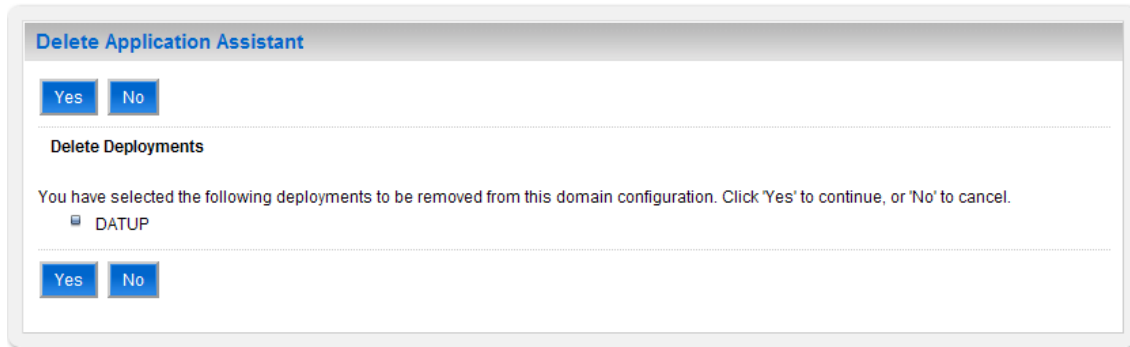 Delete Application Assistant
Yes No
Delete Deployments
You have selected the following deployments to be removed from this domain configuration. Click 'Yes' to continue, or 'No' to cancel.
DATUP
Yes No